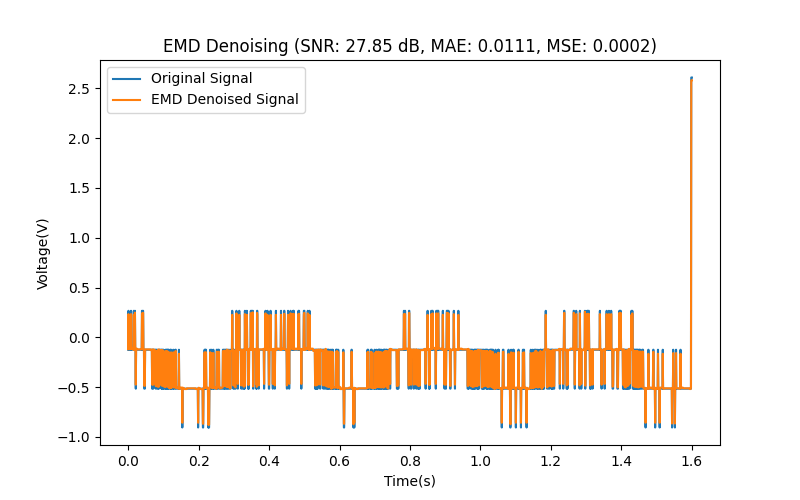 EMD Denoising (SNR: 27.85 dB, MAE: 0.0111, MSE: 0.0002)
Original Signal
EMD Denoised Signal
2.5
2.0
1.5
1.0
0.5
0.0
−0.5
−1.0
Voltage(V)
0.0 0.2 0.4 0.6 0.8 1.0 1.2 1.4 1.6
Time(s)